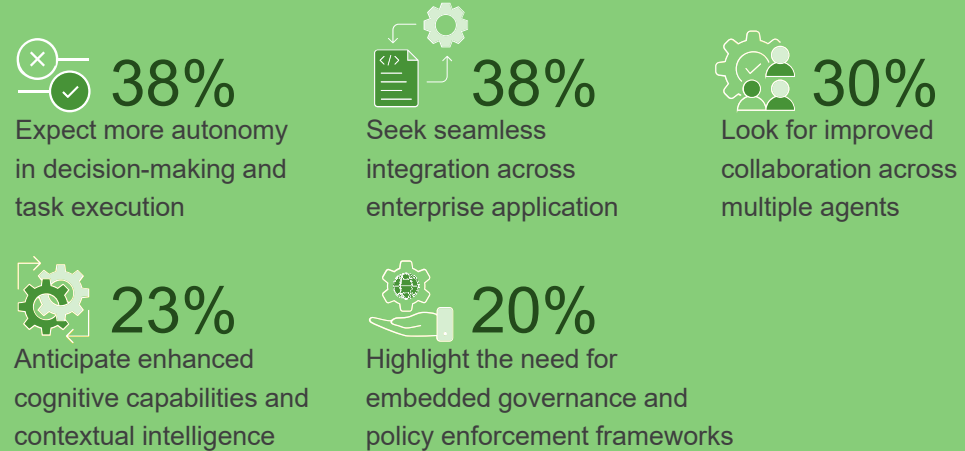 38%
Expect more autonomy
in decision-making and
task execution
38%
Seek seamless
integration across
enterprise application
30%
Look for improved
collaboration across
multiple agents
23%
Anticipate enhanced
cognitive capabilities and
contextual intelligence
20%
Highlight the need for
embedded governance and
policy enforcement frameworks